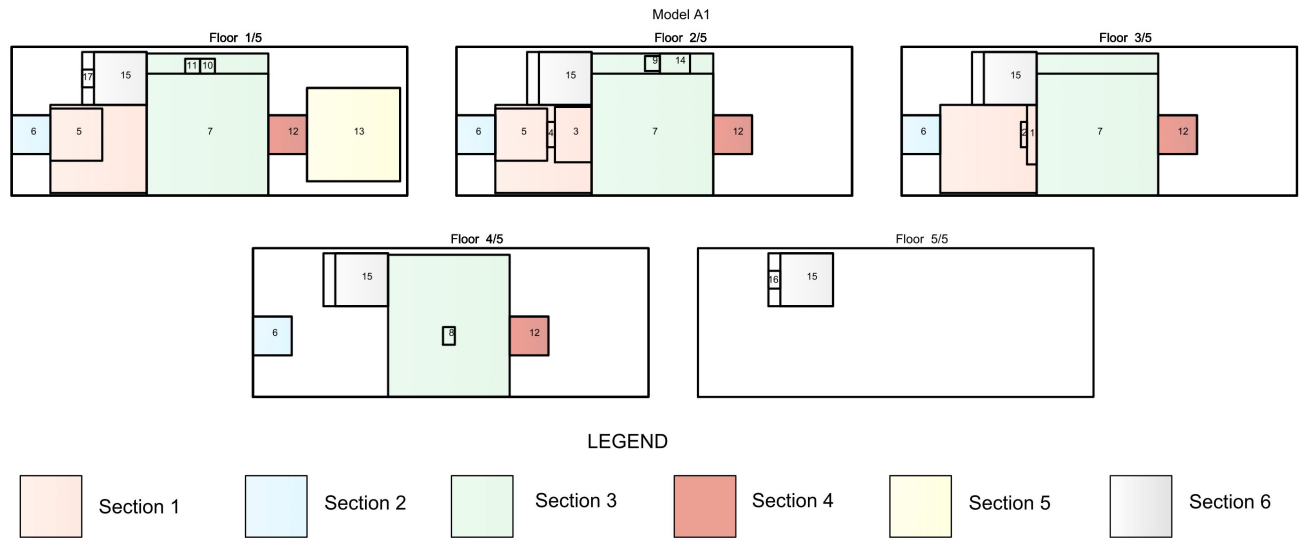 Model A1
Floor 1/5
Floor 2/5
Floor 3/5
17
15
11
10
6
5
7
12
13
15
9
14
6
5
4
3
7
12
15
6
2
1
7
12
Floor 4/5
Floor 5/5
15
6
8
12
16
15
LEGEND
Section 1
Section 2
Section 3
Section 4
Section 5
Section 6